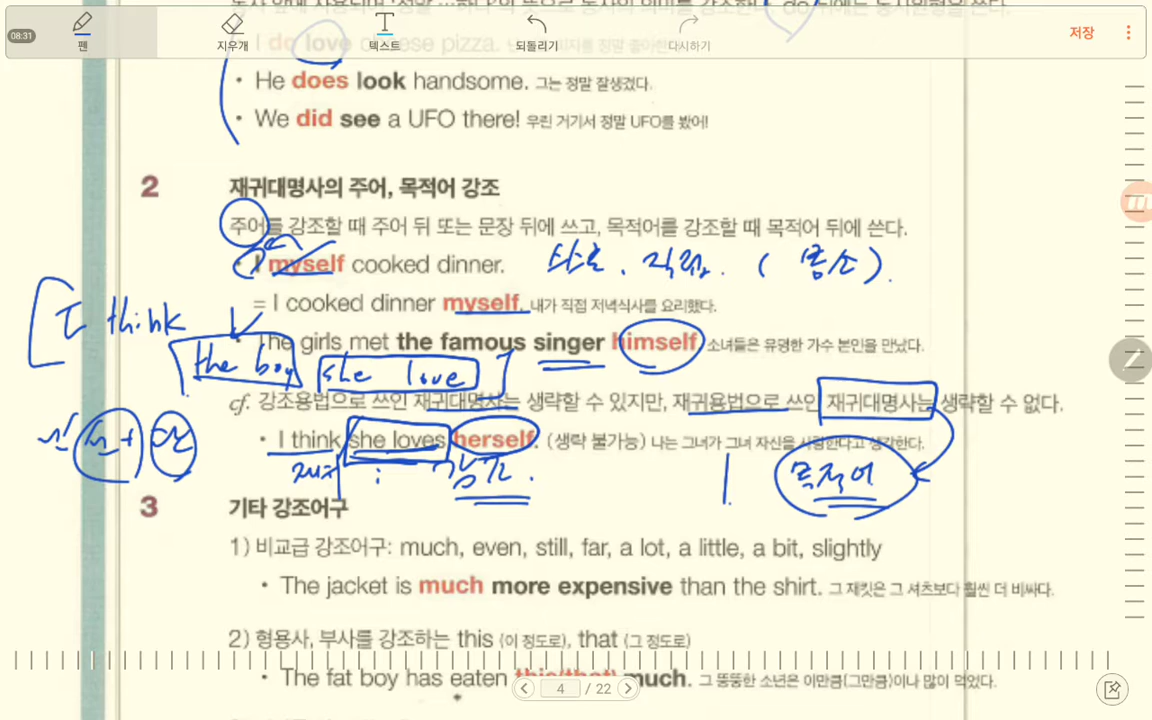 08:31
펜
지우개
텍스트
되돌리기
다시하기
저장
I do love cheese pizza.
• He does look handsome. 그는 정말 잘생겼다.
• We did see a UFO there! 우린 거기서 정말 UFO를 봤어!
2 재귀대명사의 주어, 목적어 강조
주어를 강조할 때 주어 뒤 또는 문장 뒤에 쓰고, 목적어를 강조할 때 목적어 뒤에 쓴다.
• I myself cooked dinner.
= I cooked dinner myself. 내가 직접 저녁식사를 요리했다.
I think
• The girls met the famous singer himself 소녀들은 유명한 가수 본인을 만났다.
the boy she love
cf. 강조용법으로 쓰인 재귀대명사는 생략할 수 있지만, 재귀용법으로 쓰인 재귀대명사는 생략할 수 없다.
• I think she loves herself. (생략 불가능) 나는 그녀가 그녀 자신을 사랑한다고 생각한다.
목적어
3 기타 강조어구
1) 비교급 강조어구: much, even, still, far, a lot, a little, a bit, slightly
• The jacket is much more expensive than the shirt. 그 재킷은 그 셔츠보다 훨씬 더 비싸다.
2) 형용사, 부사를 강조하는 this (이 정도로), that (그 정도로)
• The fat boy has eaten this(that) much. 그 뚱뚱한 소년은 이만큼(그만큼)이나 많이 먹었다.
4 / 22